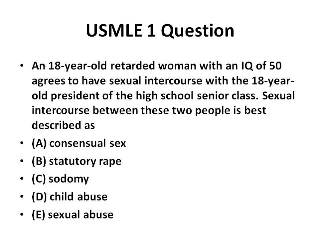 USMLE 1 Question
• An 18-year-old retarded woman with an IQ of 50
agrees to have sexual intercourse with the 18-year-
old president of the high school senior class. Sexual
intercourse between these two people is best
described as
• (A) consensual sex
• (B) statutory rape
• (C) sodomy
• (D) child abuse
• (E) sexual abuse